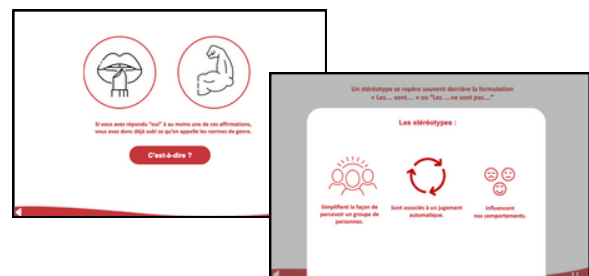 Si vous avez répondu "oui" à au moins une de ces affirmations,
vous avez donc déjà subi ce qu'on appelle les normes de genre.
C'est-à-dire ?
Un stéréotype se repère souvent derrière la formulation
« Les... sont... » ou "Les ...ne sont pas..."
Les stéréotypes :
Simplifient la façon de
percevoir un groupe de
personnes.
Sont associés à un jugement
automatique.
Influencent
nos comportements.